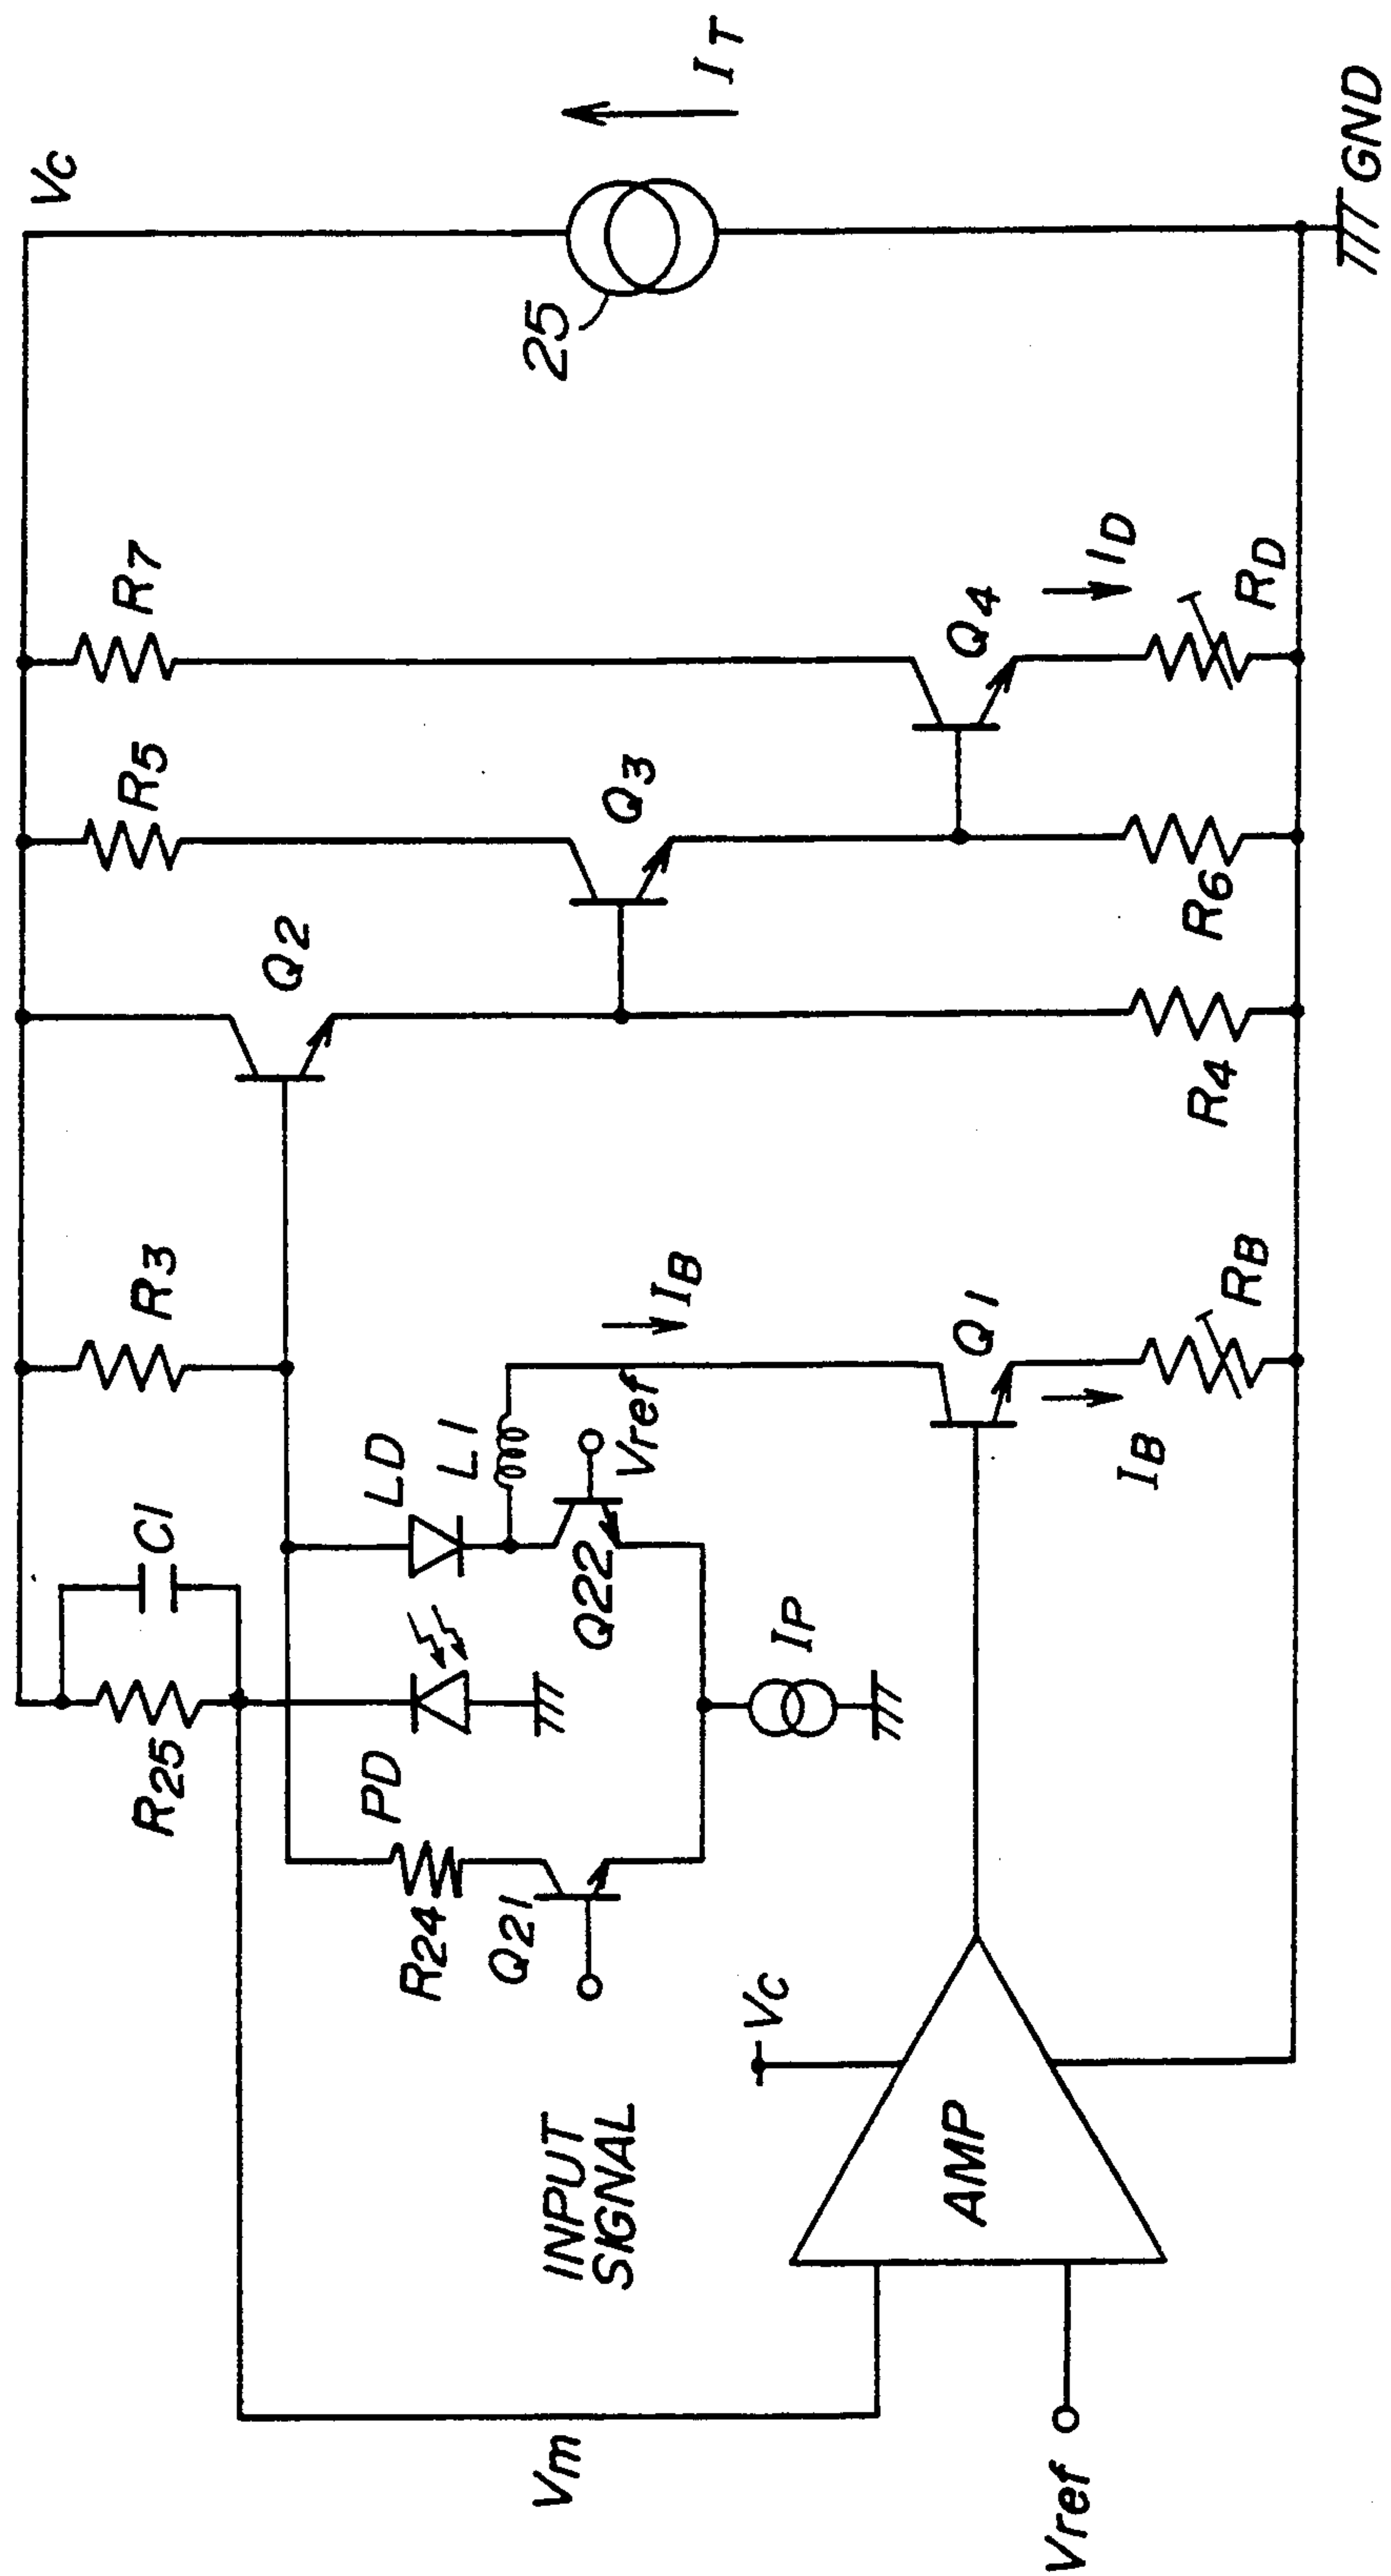 Vc
IT
25
GND
R7
R5
Q4
ID
RD
Q3
Q2
R6
R4
R3
IB
Q1
RB
IB
LD
L1
Vref
C1
Q22
IP
R25
PD
R24
Q21
Vc
INPUT
SIGNAL
AMP
Vm
Vref